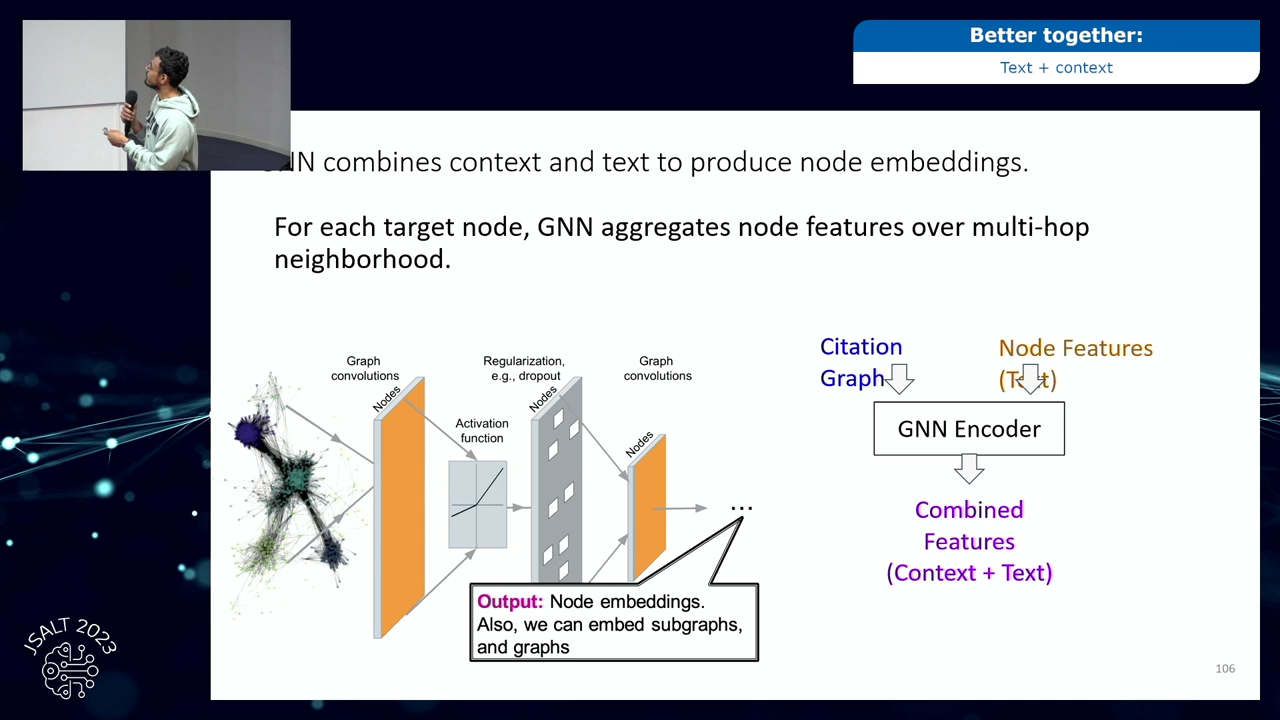 Better together:
Text + context
NN combines context and text to produce node embeddings.
For each target node, GNN aggregates node features over multi-hop
neighborhood.
Graph
convolutions
Regularization,
e.g., dropout
Graph
convolutions
Nodes
Activation
function
Nodes
Nodes
...
Output: Node embeddings.
Also, we can embed subgraphs,
and graphs
Citation
Graph
Node Features
(Text)
GNN Encoder
Combined
Features
(Context + Text)
JSALT 2023
106